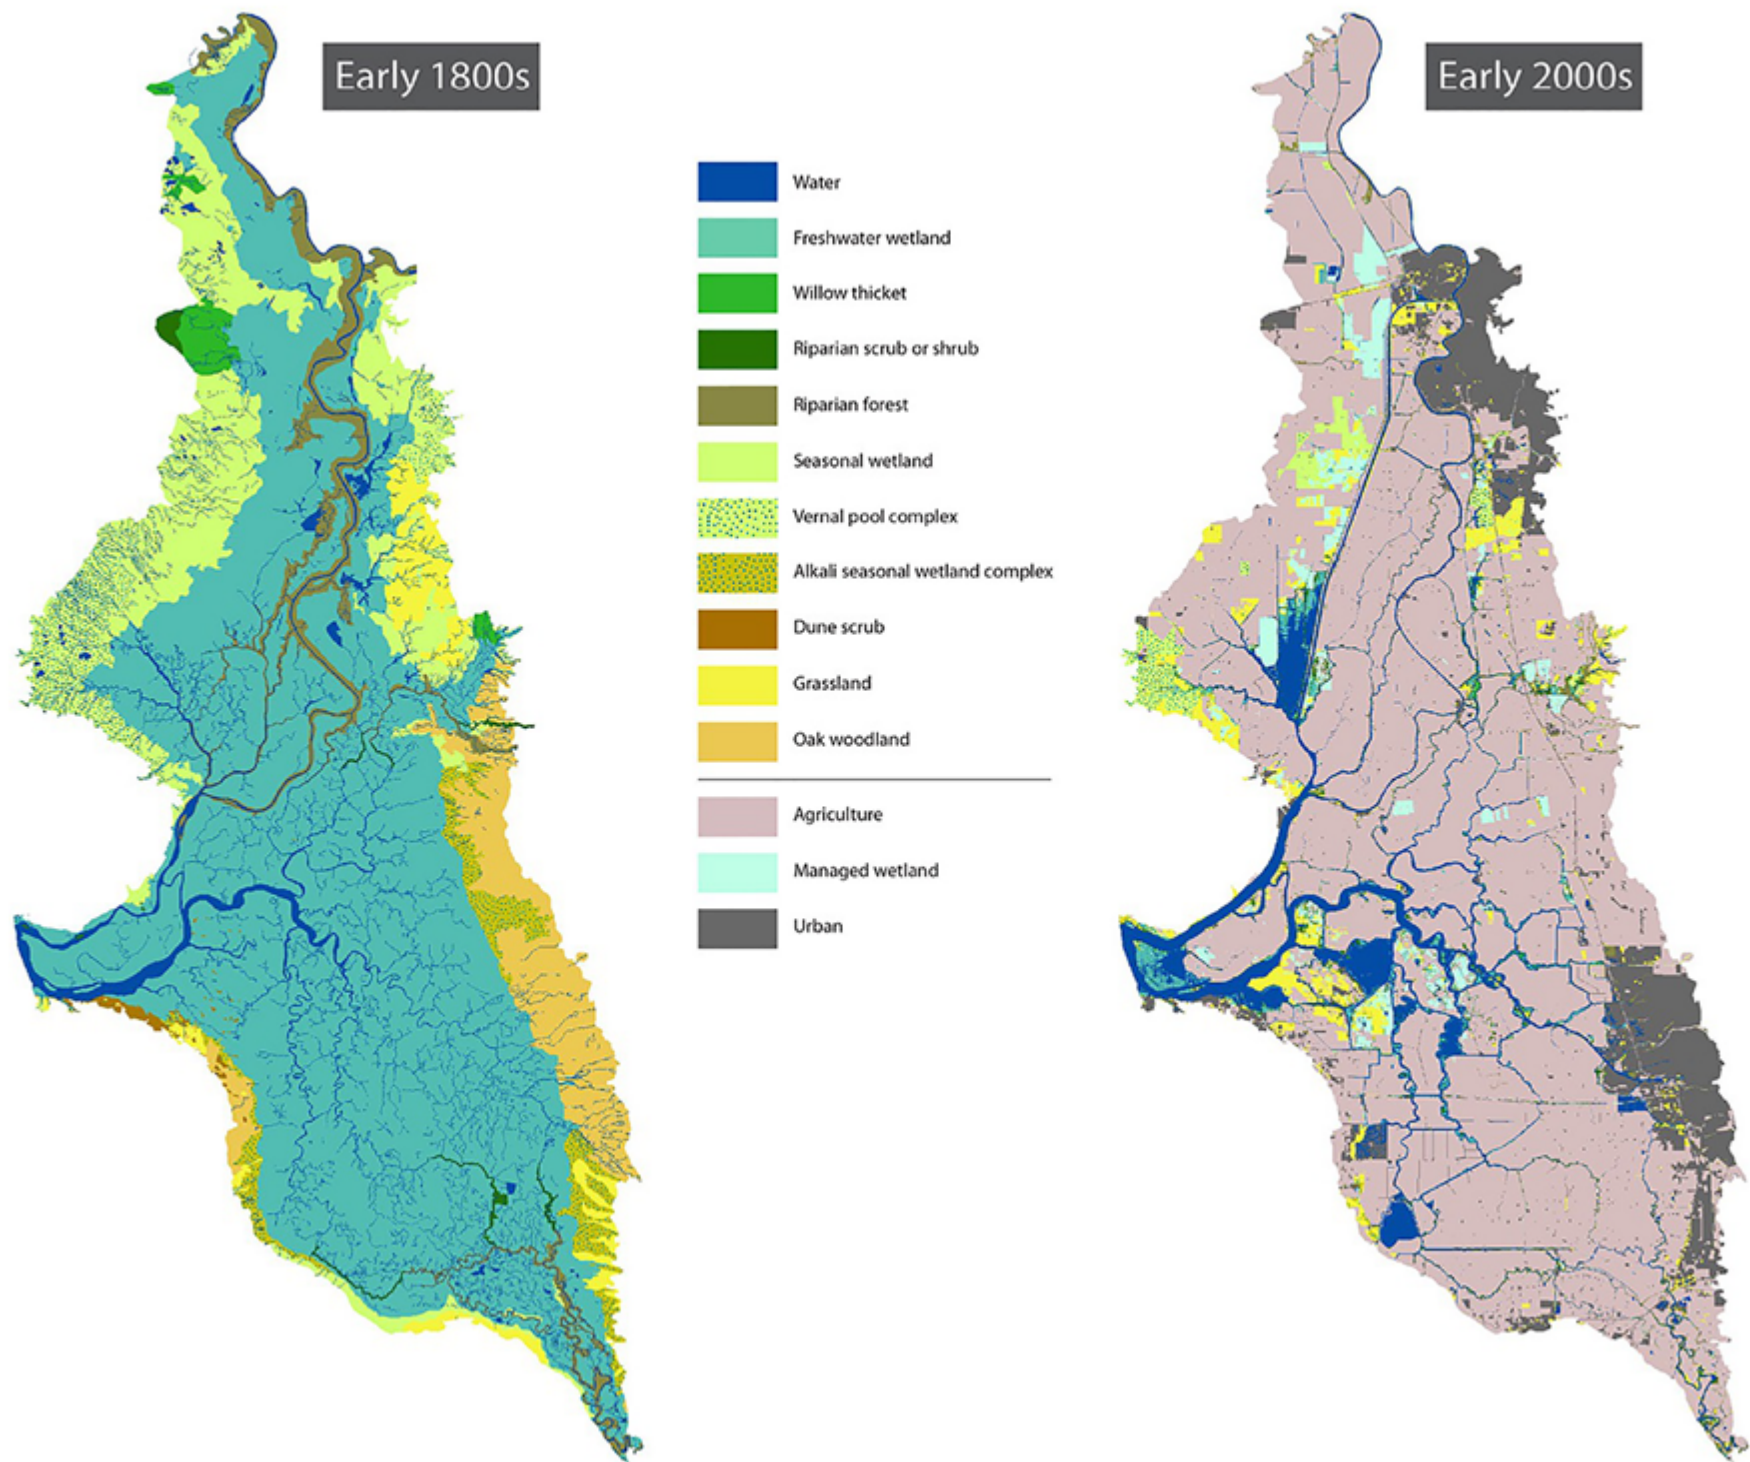 Early 1800s
Early 2000s
Water
Freshwater wetland
Willow thicket
Riparian scrub or shrub
Riparian forest
Seasonal wetland
Vernal pool complex
Alkali seasonal wetland complex
Dune scrub
Grassland
Oak woodland
Agriculture
Managed wetland
Urban